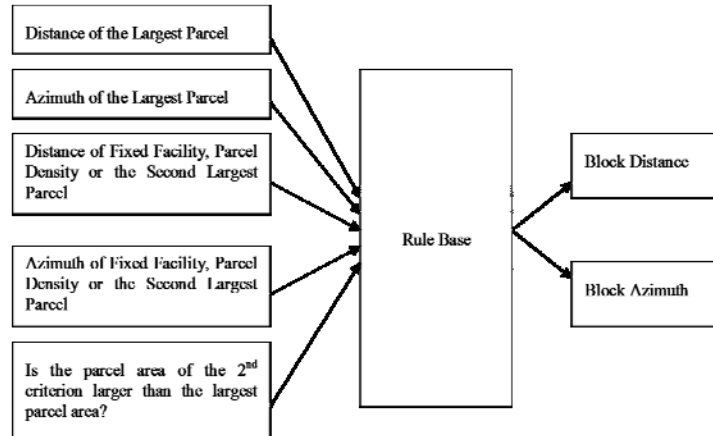 Distance of the Largest Parcel
Azimuth of the Largest Parcel
Distance of Fixed Facility, Parcel
Density or the Second Largest
Parcel
Azimuth of Fixed Facility, Parcel
Density or the Second Largest
Parcel
Is the parcel area of the 2nd
criterion larger than the largest
parcel area?
Rule Base
Block Distance
Block Azimuth